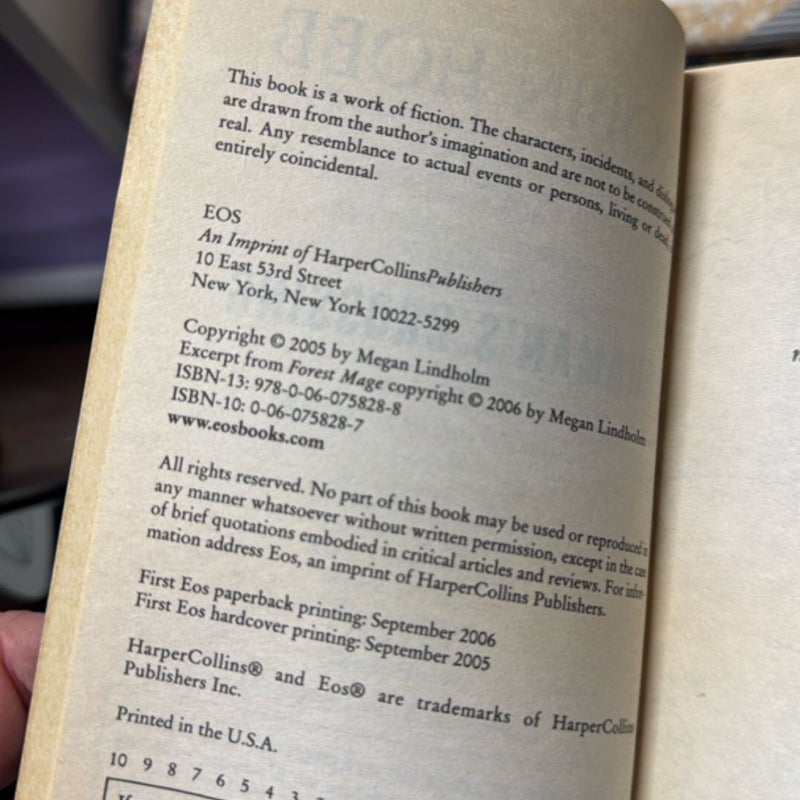 This book is a work of fiction. The characters, incidents, and
are drawn from the author's imagination and are not to be construed
real. Any resemblance to actual events or persons, living or dead,
entirely coincidental.
EOS
An Imprint of HarperCollinsPublishers
10 East 53rd Street
New York, New York 10022-5299
Copyright © 2005 by Megan Lindholm
Excerpt from Forest Mage copyright © 2006 by Megan Lindholm
ISBN-13: 978-0-06-075828-8
ISBN-10: 0-06-075828-7
www.eosbooks.com
All rights reserved. No part of this book may be used or reproduced
any manner whatsoever without written permission, except in the
of brief quotations embodied in critical articles and reviews. For infor-
mation address Eos, an imprint of HarperCollins Publishers.
First Eos paperback printing: September 2006
First Eos hardcover printing: September 2005
HarperCollins® and Eos® are trademarks of HarperCollins
Publishers Inc.
Printed in the U.S.A.
10 9 8 7 6 5 4 3